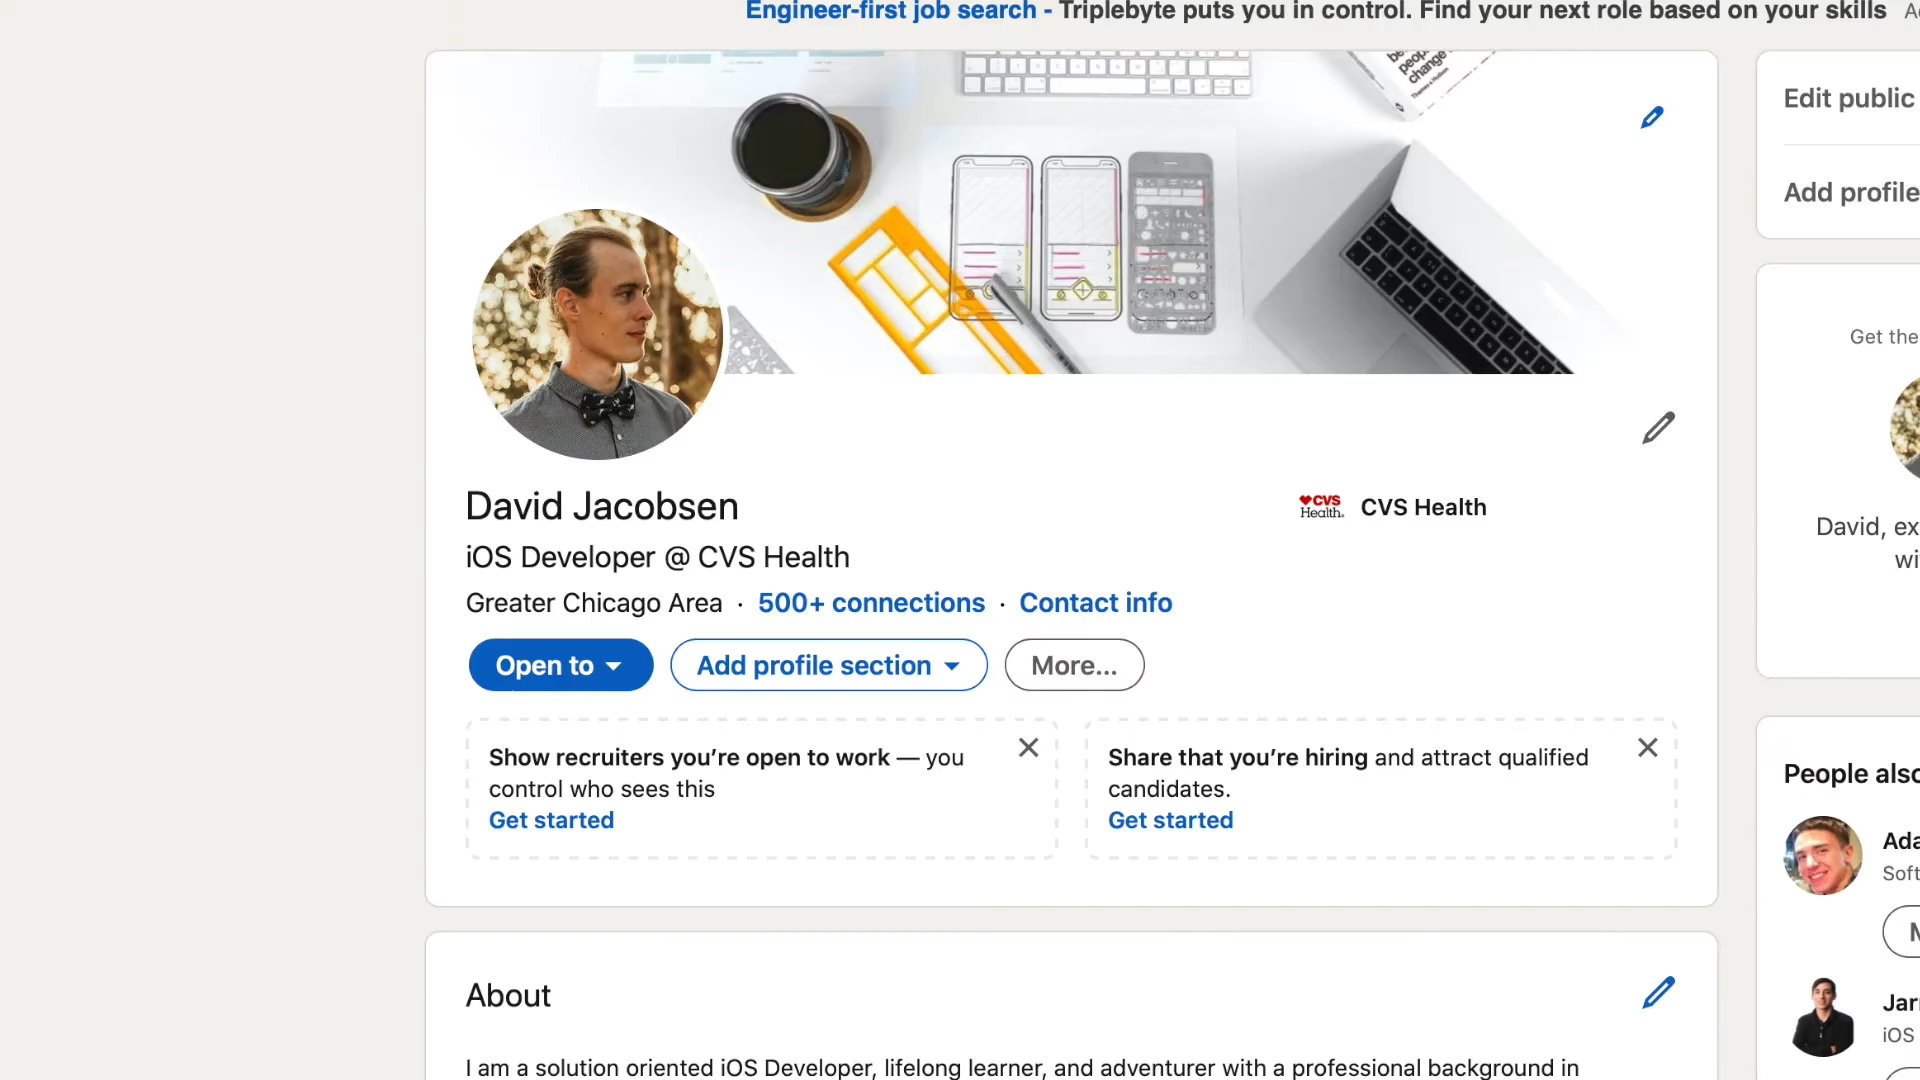 Engineer-first job search - Triplebyte puts you in control. Find your next role based on your skills
people
change
Thames & Hudson
Edit public
Add profile
Get the
David, ex
David Jacobsen
CVS Health.
CVS Health
iOS Developer @ CVS Health
Greater Chicago Area · 500+ connections · Contact info
Open to
Add profile section
More...
Show recruiters you’re open to work — you
control who sees this
Get started
Share that you’re hiring and attract qualified
candidates.
Get started
People also
About
I am a solution oriented iOS Developer, lifelong learner, and adventurer with a professional background in
iOS